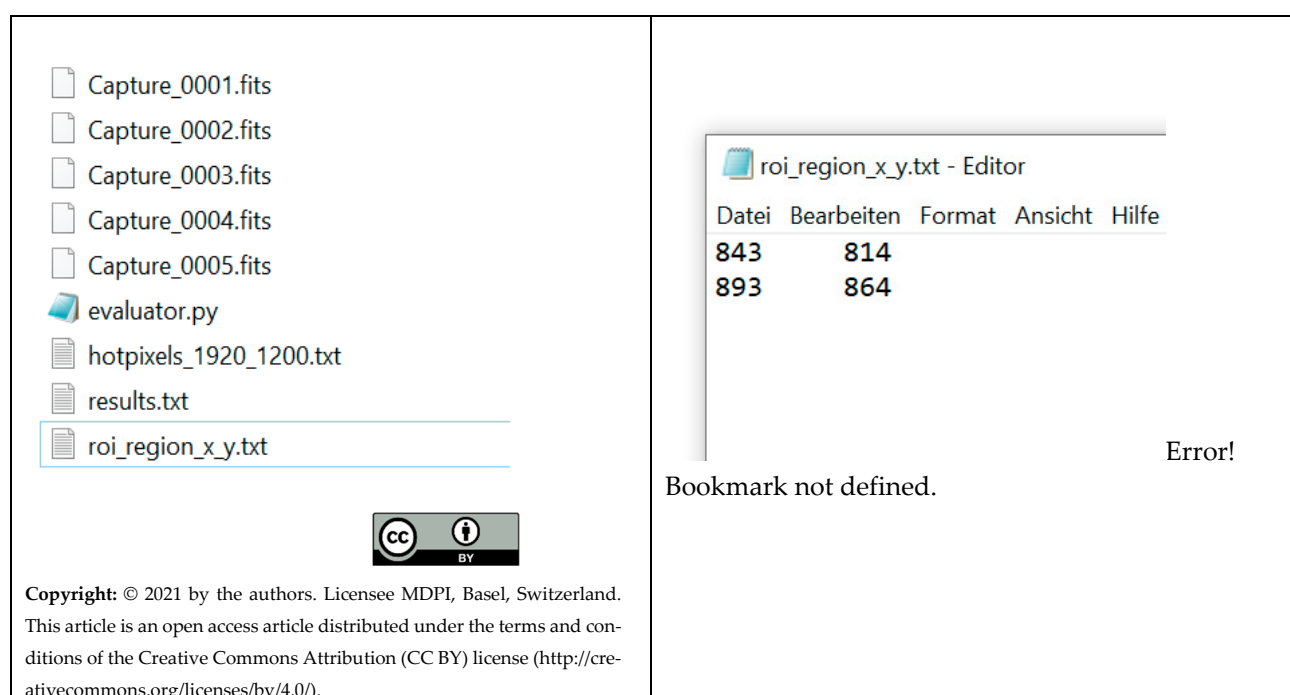 Capture_0001.fits
Capture_0002.fits
Capture_0003.fits
Capture_0004.fits
Capture_0005.fits
evaluator.py
hotpixels_1920_1200.txt
results.txt
roi_region_x_y.txt
cc
BY
Copyright: © 2021 by the authors. Licensee MDPI, Basel, Switzerland.
This article is an open access article distributed under the terms and con-
ditions of the Creative Commons Attribution (CC BY) license (http://cre-
ativecommons.org/licenses/by/4.0/).
roi_region_x_y.txt - Editor
Datei Bearbeiten Format Ansicht Hilfe
843 814
893 864
Error!
Bookmark not defined.